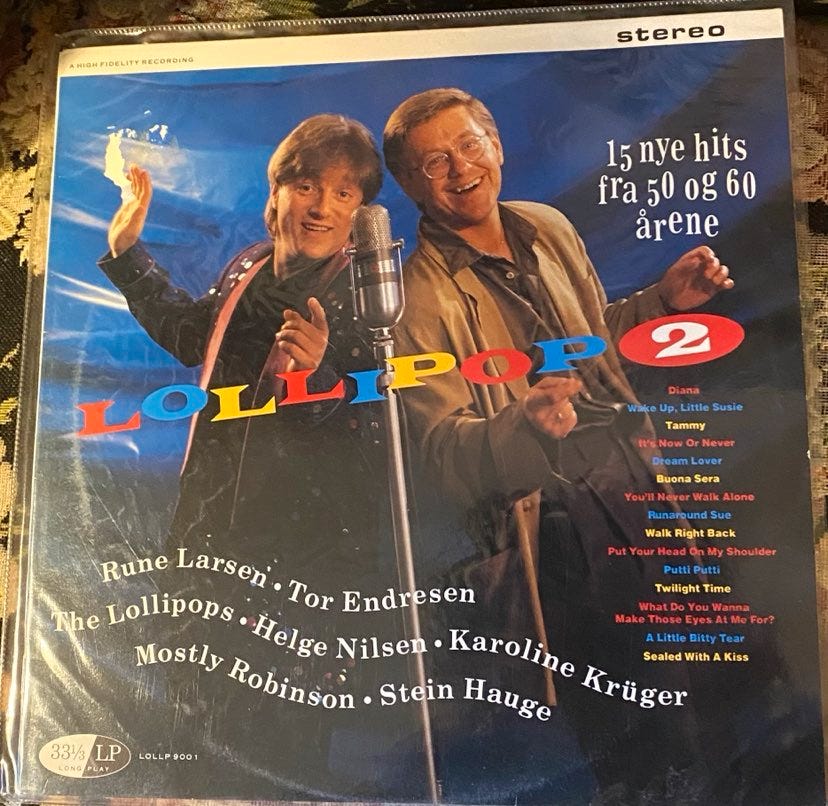 stereo
A HIGH FIDELITY RECORDING
15 nye hits
fra 50 og 60
årene
LOLLIPOP 2
Diana
Wake Up, Little Susie
Tammy
It's Now Or Never
Dream Lover
Buona Sera
You'll Never Walk Alone
Runaround Sue
Walk Right Back
Put Your Head On My Shoulder
Putti Putti
Twilight Time
What Do You Wanna
Make Those Eyes At Me For?
A Little Bitty Tear
Sealed With A Kiss
Rune Larsen • Tor Endresen
The Lollipops • Helge Nilsen • Karoline Krüger
Mostly Robinson • Stein Hauge
33⅓ LP
LONG PLAY
LOLLP 9001